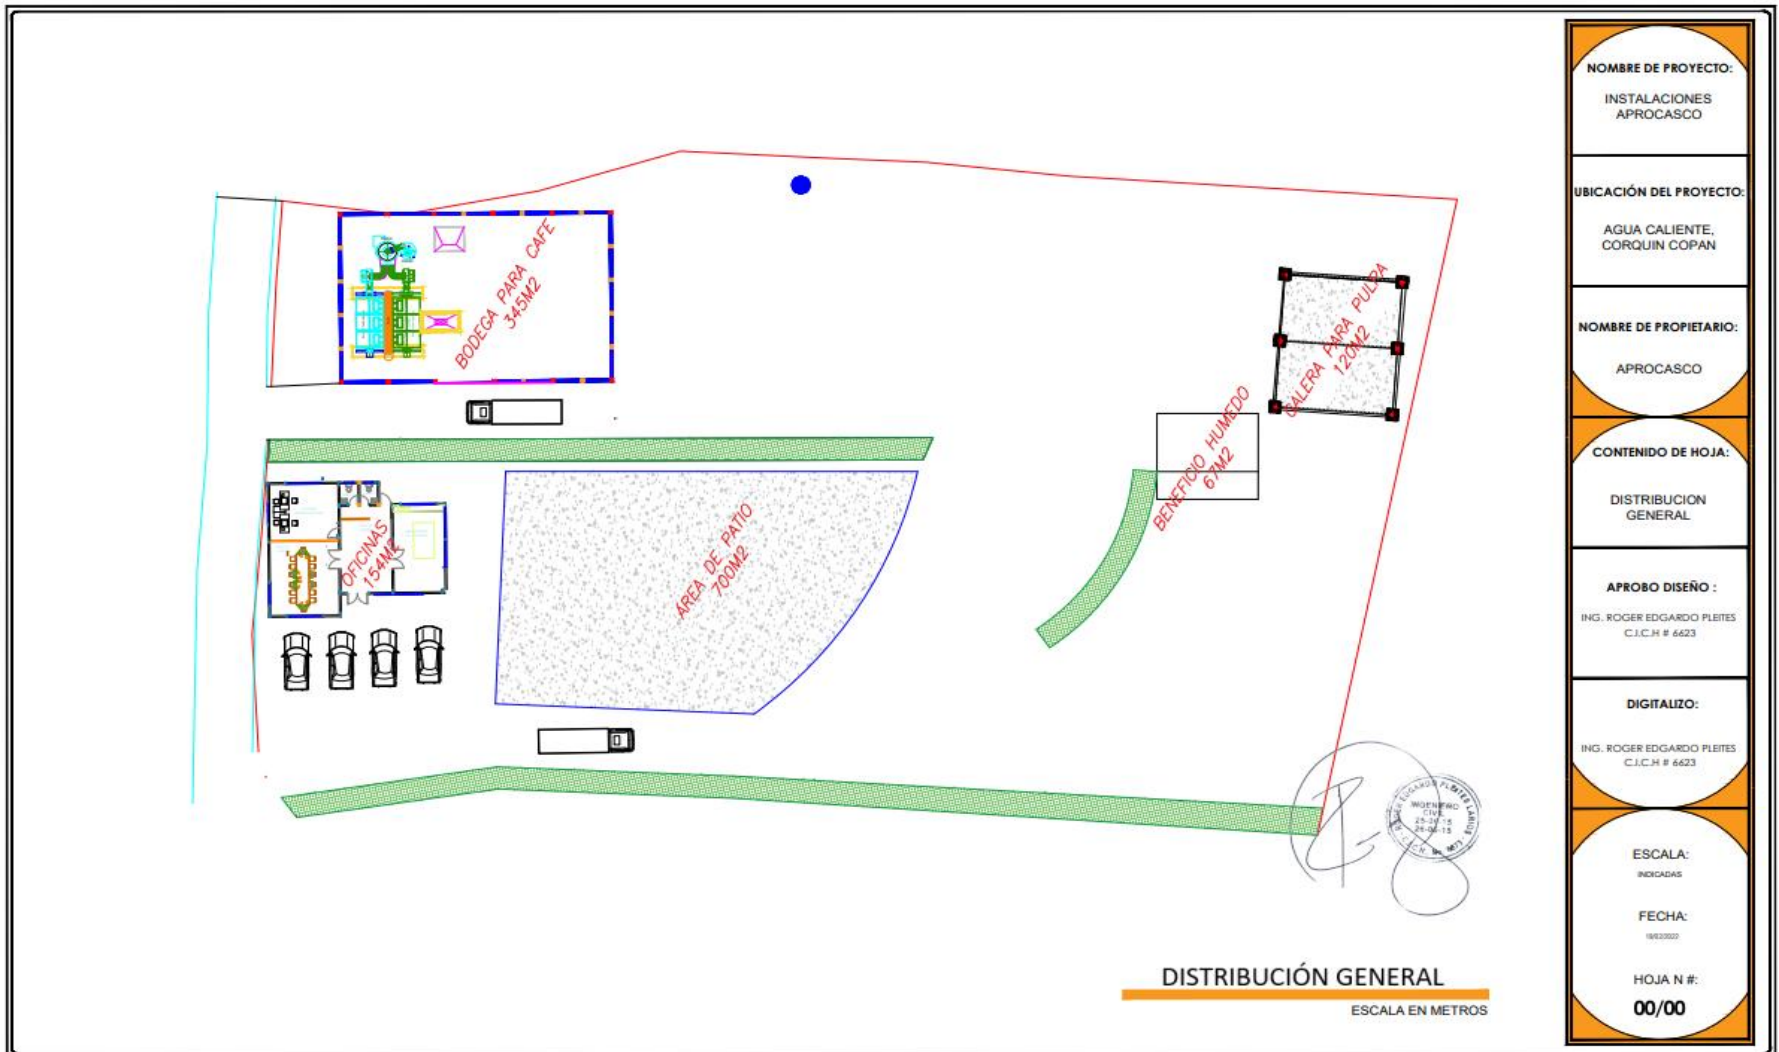 BODEGA PARA CAFE
345M2
GALERA PARA PULPA
120M2
BENEFICIO HUMEDO
67M2
OFICINAS
154M2
AREA DE PATIO
700M2
INGENIERO
CIVIL
DISTRIBUCIÓN GENERAL
ESCALA EN METROS
NOMBRE DE PROYECTO:
INSTALACIONES
APROCASCO
UBICACIÓN DEL PROYECTO:
AGUA CALIENTE,
CORQUIN COPAN
NOMBRE DE PROPIETARIO:
APROCASCO
CONTENIDO DE HOJA:
DISTRIBUCION
GENERAL
APROBO DISEÑO :
ING. ROGER EDGARDO PLEITES
C.I.C.H # 6623
DIGITALIZO:
ING. ROGER EDGARDO PLEITES
C.I.C.H # 6623
ESCALA:
INDICADAS
FECHA:
HOJA N #:
00/00